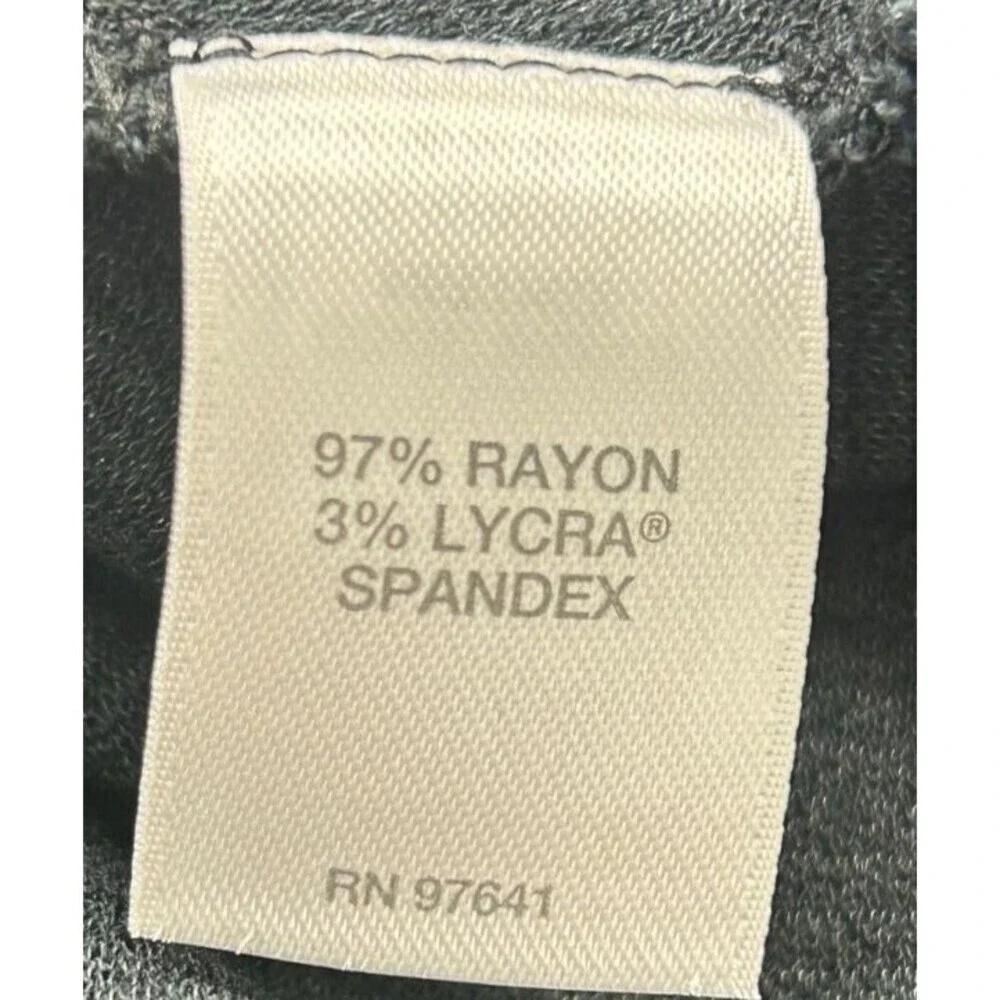 97% RAYON
3% LYCRA®
SPANDEX
RN 97641